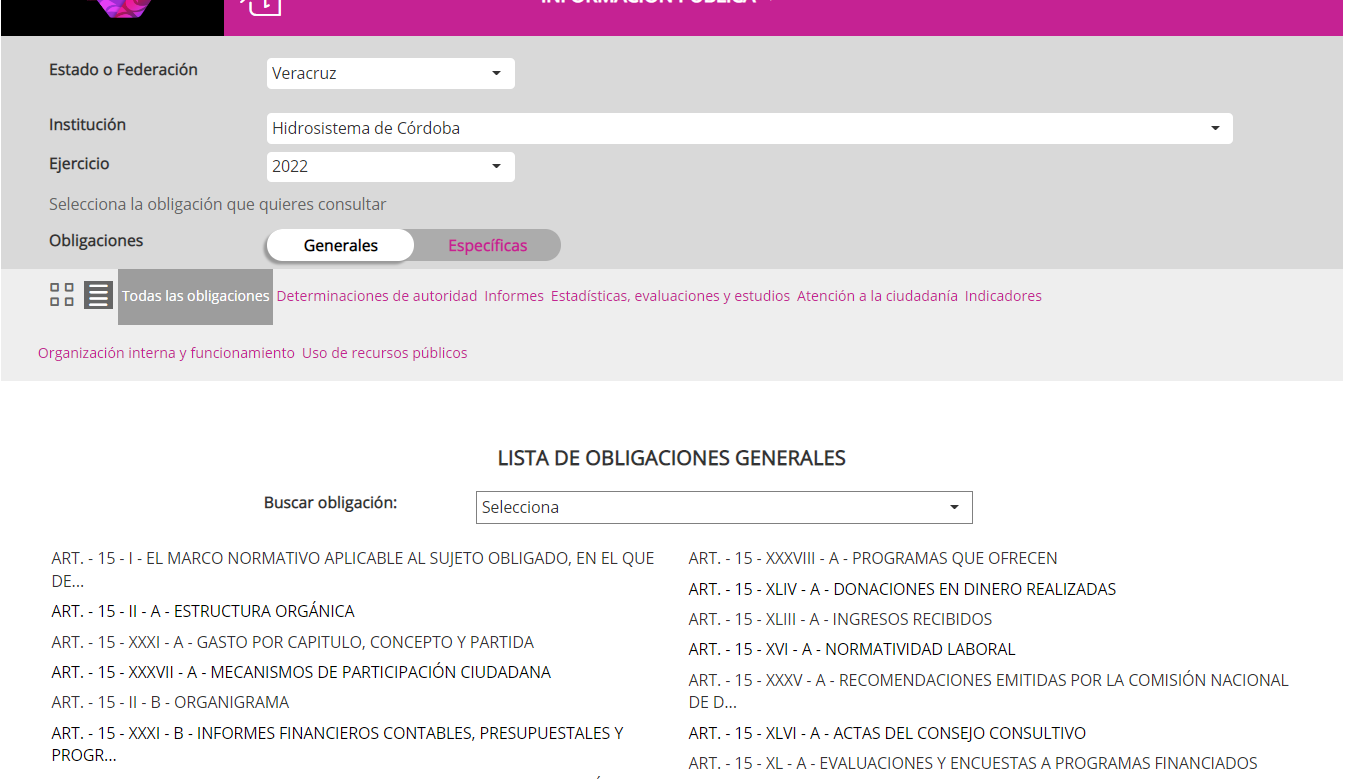 INFORMACIÓN PÚBLICA
Estado o Federación
Veracruz
Institución
Hidrosistema de Córdoba
Ejercicio
2022
Selecciona la obligación que quieres consultar
Obligaciones
Generales
Específicas
Todas las obligaciones Determinaciones de autoridad Informes Estadísticas, evaluaciones y estudios Atención a la ciudadanía Indicadores
Organización interna y funcionamiento Uso de recursos públicos
LISTA DE OBLIGACIONES GENERALES
Buscar obligación:
Selecciona
ART. - 15 - I - EL MARCO NORMATIVO APLICABLE AL SUJETO OBLIGADO, EN EL QUE
DE...
ART. - 15 - II - A - ESTRUCTURA ORGÁNICA
ART. - 15 - XXXI - A - GASTO POR CAPITULO, CONCEPTO Y PARTIDA
ART. - 15 - XXXVII - A - MECANISMOS DE PARTICIPACIÓN CIUDADANA
ART. - 15 - II - B - ORGANIGRAMA
ART. - 15 - XXXI - B - INFORMES FINANCIEROS CONTABLES, PRESUPUESTALES Y
PROGR...
ART. - 15 - XXXVIII - A - PROGRAMAS QUE OFRECEN
ART. - 15 - XLIV - A - DONACIONES EN DINERO REALIZADAS
ART. - 15 - XLIII - A - INGRESOS RECIBIDOS
ART. - 15 - XVI - A - NORMATIVIDAD LABORAL
ART. - 15 - XXXV - A - RECOMENDACIONES EMITIDAS POR LA COMISIÓN NACIONAL
DE D...
ART. - 15 - XLVI - A - ACTAS DEL CONSEJO CONSULTIVO
ART. - 15 - XL - A - EVALUACIONES Y ENCUESTAS A PROGRAMAS FINANCIADOS